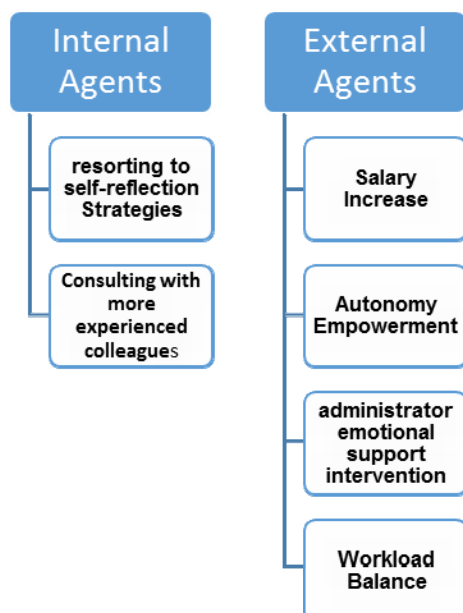 Internal
Agents
resorting to
self-reflection
Strategies
Consulting with
more
experienced
colleagues
External
Agents
Salary
Increase
Autonomy
Empowerment
administrator
emotional
support
intervention
Workload
Balance